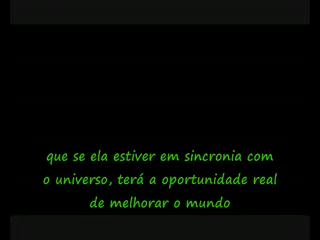 que se ela estiver em sincronia com
o universo, terá a oportunidade real
de melhorar o mundo